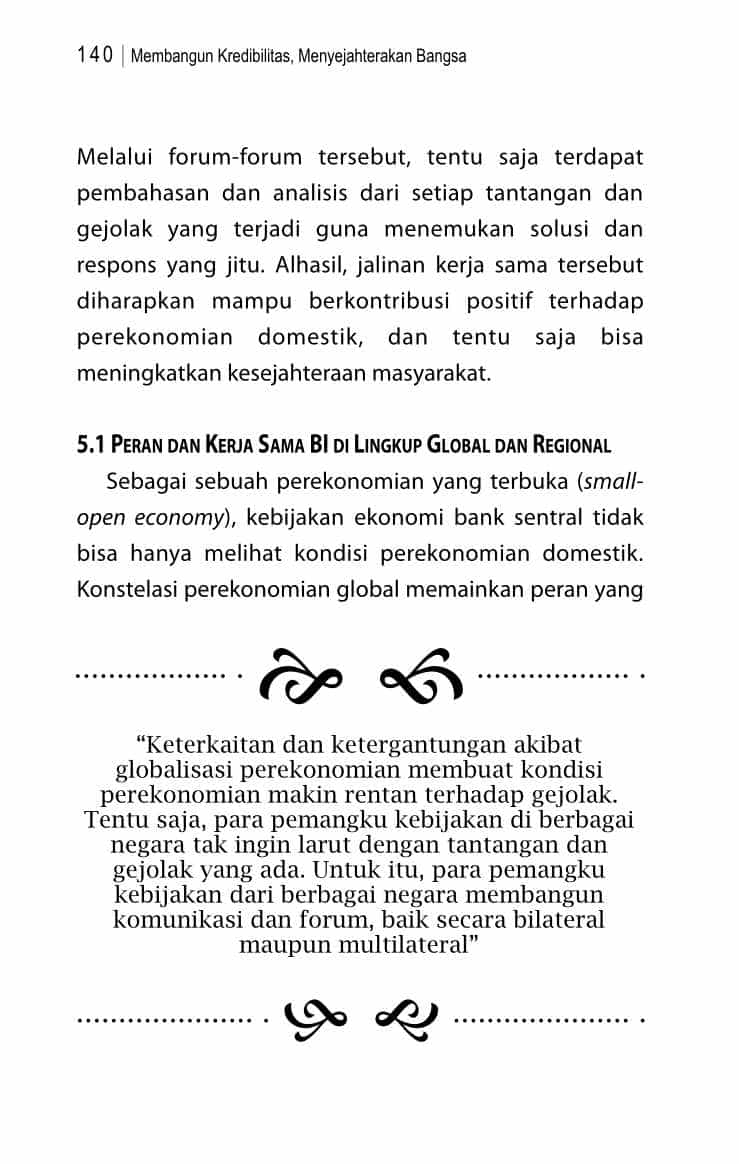 140 | Membangun Kredibilitas, Menyejahterakan Bangsa
Melalui forum-forum tersebut, tentu saja terdapat
pembahasan dan analisis dari setiap tantangan dan
gejolak yang terjadi guna menemukan solusi dan
respons yang jitu. Alhasil, jalinan kerja sama tersebut
diharapkan mampu berkontribusi positif terhadap
perekonomian domestik, dan tentu saja bisa
meningkatkan kesejahteraan masyarakat.
5.1 PERAN DAN KERJA SAMA BI DI LINGKUP GLOBAL DAN REGIONAL
Sebagai sebuah perekonomian yang terbuka (small-
open economy), kebijakan ekonomi bank sentral tidak
bisa hanya melihat kondisi perekonomian domestik.
Konstelasi perekonomian global memainkan peran yang
“Keterkaitan dan ketergantungan akibat
globalisasi perekonomian membuat kondisi
perekonomian makin rentan terhadap gejolak.
Tentu saja, para pemangku kebijakan di berbagai
negara tak ingin larut dengan tantangan dan
gejolak yang ada. Untuk itu, para pemangku
kebijakan dari berbagai negara membangun
komunikasi dan forum, baik secara bilateral
maupun multilateral”